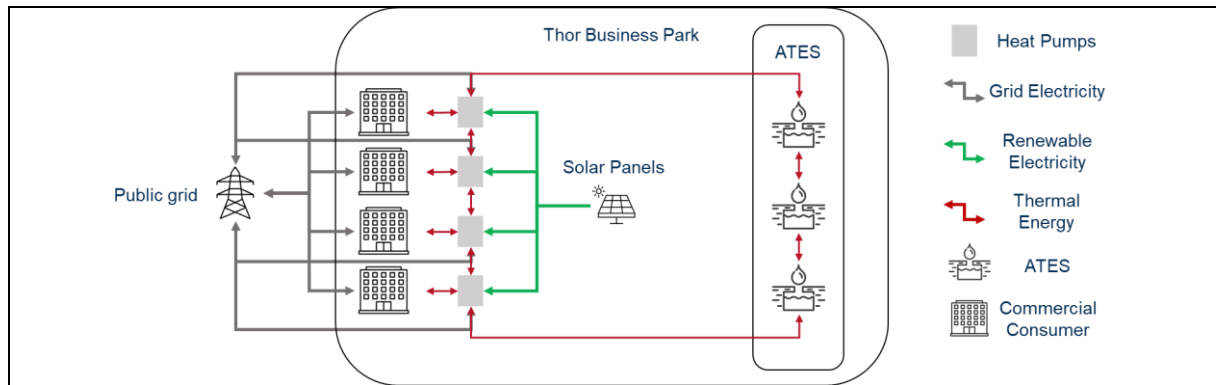 Thor Business Park
ATES
Public grid
Solar Panels
Heat Pumps
Grid Electricity
Renewable
Electricity
Thermal
Energy
ATES
Commercial
Consumer